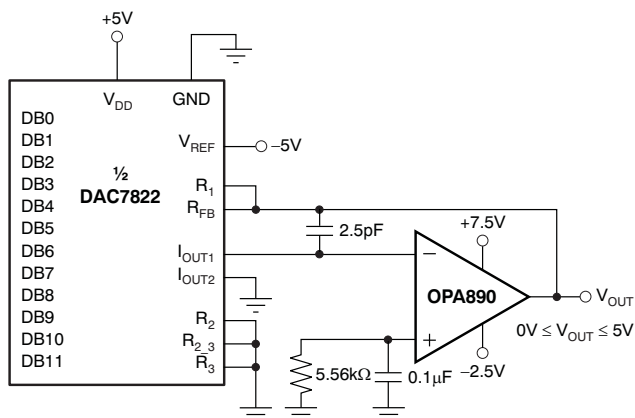 +5V
V_DD
GND
DB0
DB1
DB2
DB3
DB4
DB5
DB6
DB7
DB8
DB9
DB10
DB11
½
DAC7822
V_REF
−5V
R_1
R_FB
I_OUT1
I_OUT2
R_2
R_2_3
R_3
2.5pF
+7.5V
−
OPA890
+
−2.5V
V_OUT
0V ≤ V_OUT ≤ 5V
5.56kΩ
0.1µF